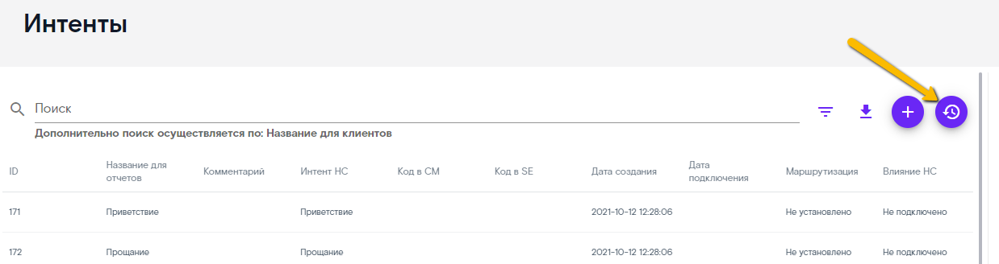 Интенты
Поиск
Дополнительно поиск осуществляется по: Название для клиентов
ID Название для отчетов Комментарий Интент НС Код в СМ Код в SE Дата создания Дата подключения Маршрутизация Влияние НС
171 Приветствие Приветствие 2021-10-12 12:28:06 Не установлено Не подключено
172 Прощание Прощание 2021-10-12 12:28:06 Не установлено Не подключено